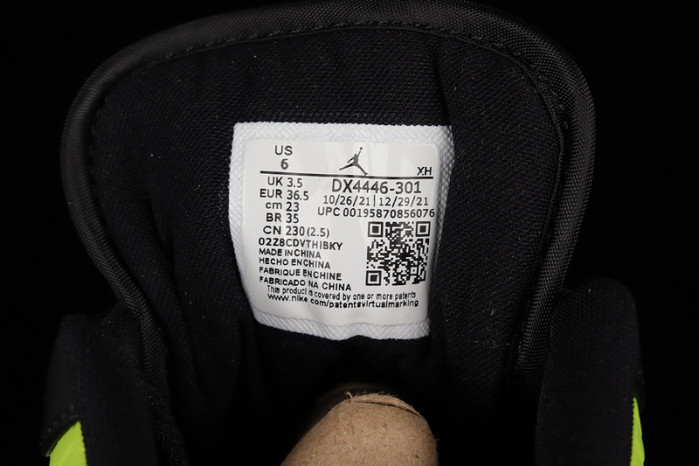 US
6
XH
UK 3.5
EUR 36.5
cm 23
BR 35
CN 230(2.5)
DX4446-301
10/26/21|12/29/21
UPC 00195870856076
02Z8CDVTHIBKY
MADE IN CHINA
HECHO EN CHINA
FABRIQUE EN CHINE
FABRICADO NA CHINA
This product is covered by one or more patents
www.nike.com/patentsvirtualmarking